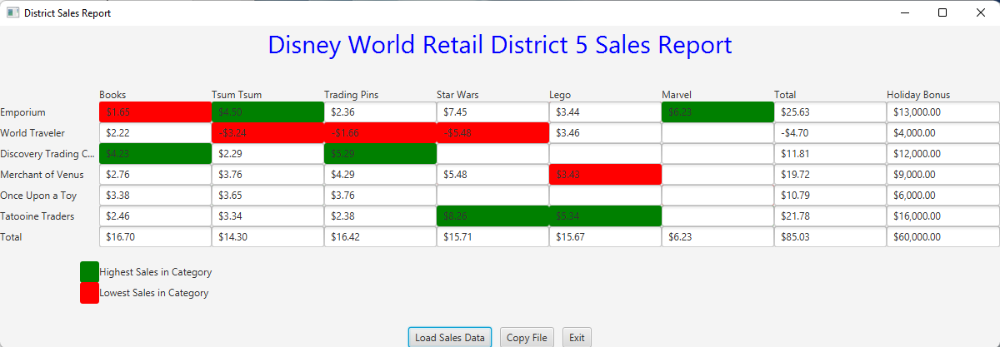 District Sales Report
Disney World Retail District 5 Sales Report
Books Tsum Tsum Trading Pins Star Wars Lego Marvel Total Holiday Bonus
Emporium $1.65 $4.50 $2.36 $7.45 $3.44 $6.23 $25.63 $13,000.00
World Traveler $2.22 -$3.24 -$1.66 -$5.48 $3.46 -$4.70 $4,000.00
Discovery Trading C... $4.23 $2.29 $5.29 $11.81 $12,000.00
Merchant of Venus $2.76 $3.76 $4.29 $5.48 $3.43 $19.72 $9,000.00
Once Upon a Toy $3.38 $3.65 $3.76 $10.79 $6,000.00
Tatooine Traders $2.46 $3.34 $2.38 $8.26 $5.34 $21.78 $16,000.00
Total $16.70 $14.30 $16.42 $15.71 $15.67 $6.23 $85.03 $60,000.00
Highest Sales in Category
Lowest Sales in Category
Load Sales Data Copy File Exit